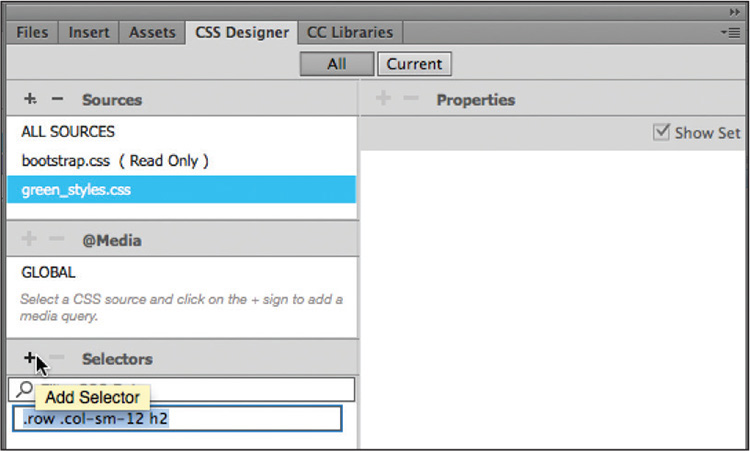 Files Insert Assets CSS Designer CC Libraries
All Current
+ − Sources
ALL SOURCES
bootstrap.css ( Read Only )
green_styles.css
+ − @Media
GLOBAL
Select a CSS source and click on the + sign to add a
media query.
+ − Selectors
Add Selector
.row .col-sm-12 h2
+ − Properties
Show Set